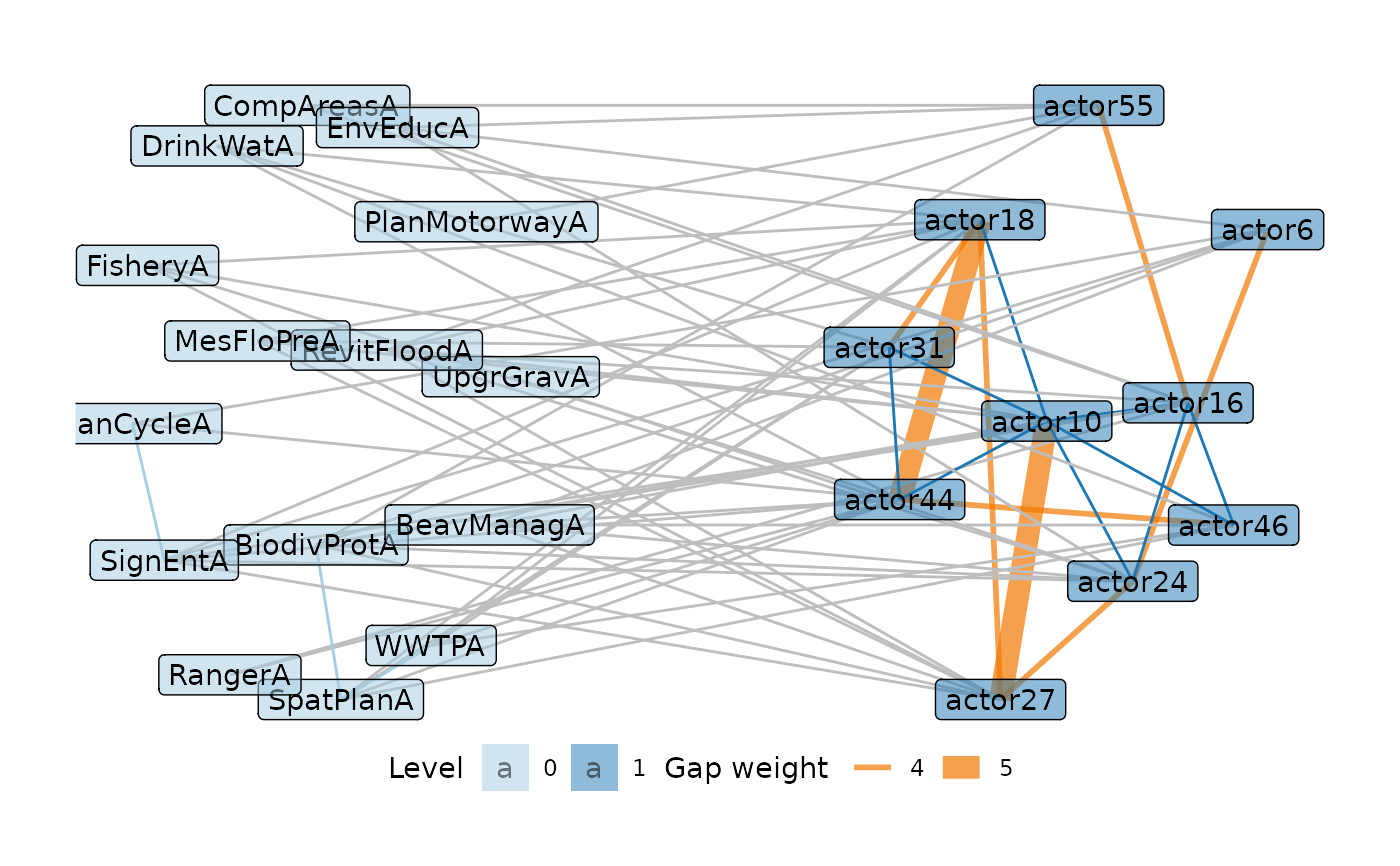 CompAreasA
EnvEducA
DrinkWatA
PlanMotorwayA
FisheryA
MesFloPreA
RevitFloodA
UpgrGravA
anCycleA
BeavManagA
BiodivProtA
SignEntA
WWTPA
RangerA
SpatPlanA
actor55
actor18
actor6
actor31
actor16
actor10
actor44
actor46
actor24
actor27
Level a 0 a 1 Gap weight 4 5